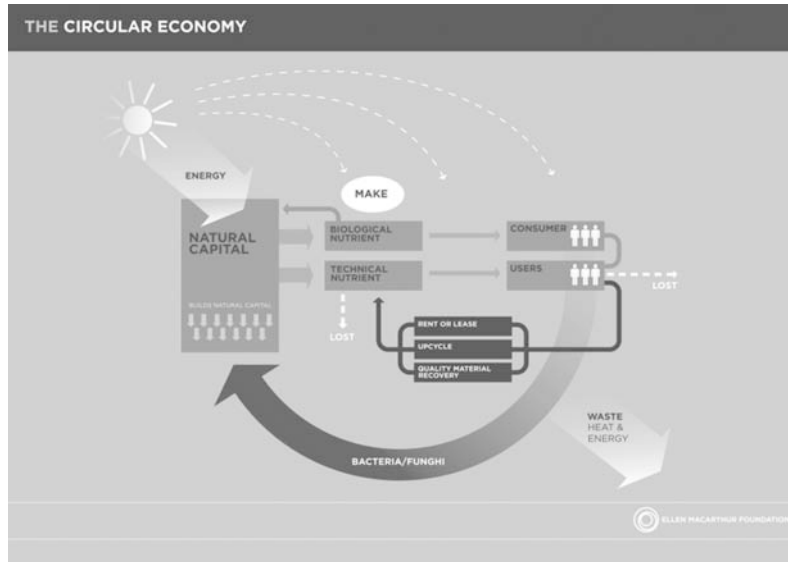 THE CIRCULAR ECONOMY
ENERGY
MAKE
NATURAL
CAPITAL
BIOLOGICAL
NUTRIENT
CONSUMER
TECHNICAL
NUTRIENT
USERS
LOST
BUILDS NATURAL CAPITAL
LOST
RENT OR LEASE
UPCYCLE
QUALITY MATERIAL
RECOVERY
WASTE
HEAT &
ENERGY
BACTERIA/FUNGHI
ELLEN MACARTHUR FOUNDATION